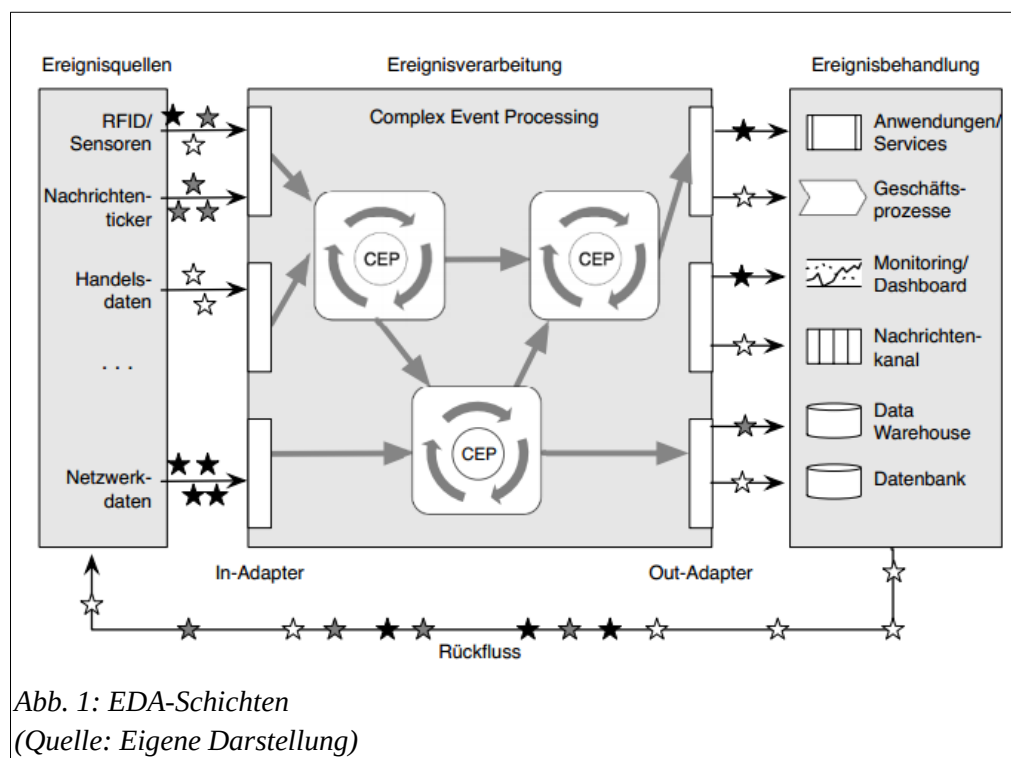 Ereignisquellen
Ereignisverarbeitung
Ereignisbehandlung
RFID/
Sensoren
Nachrichten-
ticker
Handels-
daten
. . .
Netzwerk-
daten
Complex Event Processing
CEP
CEP
CEP
Anwendungen/
Services
Geschäfts-
prozesse
Monitoring/
Dashboard
Nachrichten-
kanal
Data
Warehouse
Datenbank
In-Adapter
Out-Adapter
Rückfluss
Abb. 1: EDA-Schichten
(Quelle: Eigene Darstellung)